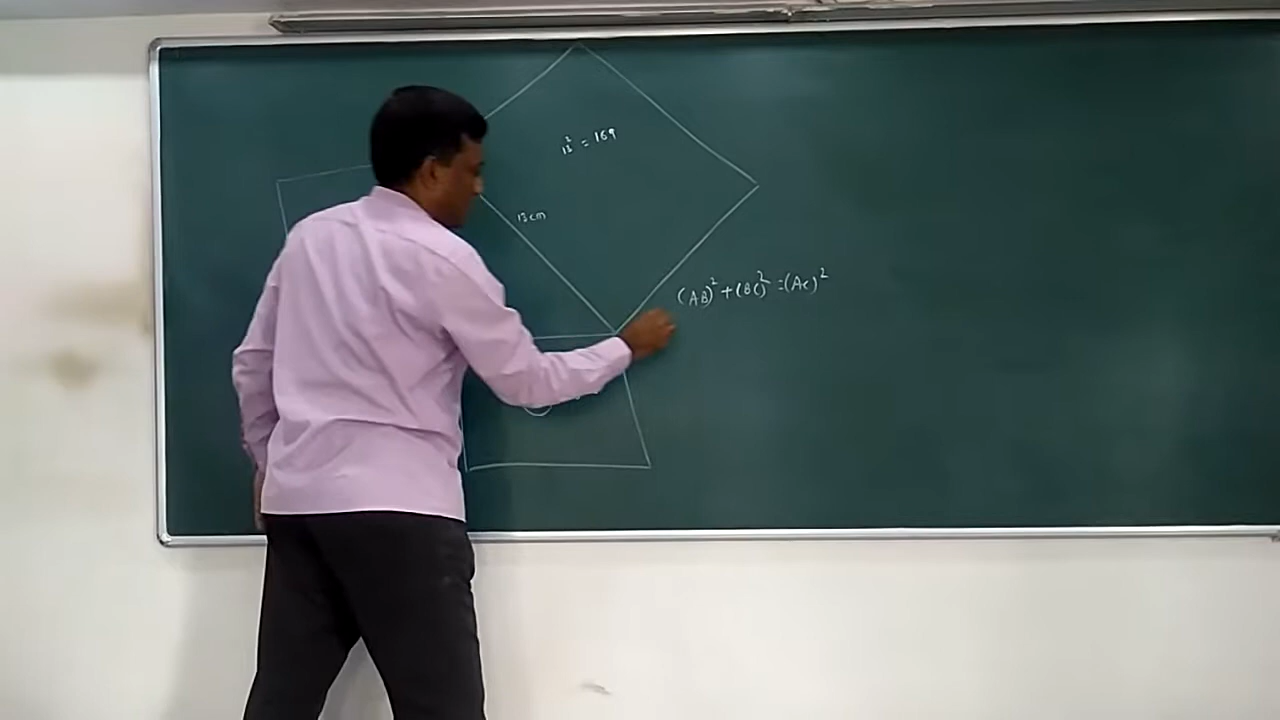 13² = 169
13cm
(AB)² + (BC)² = (AC)²